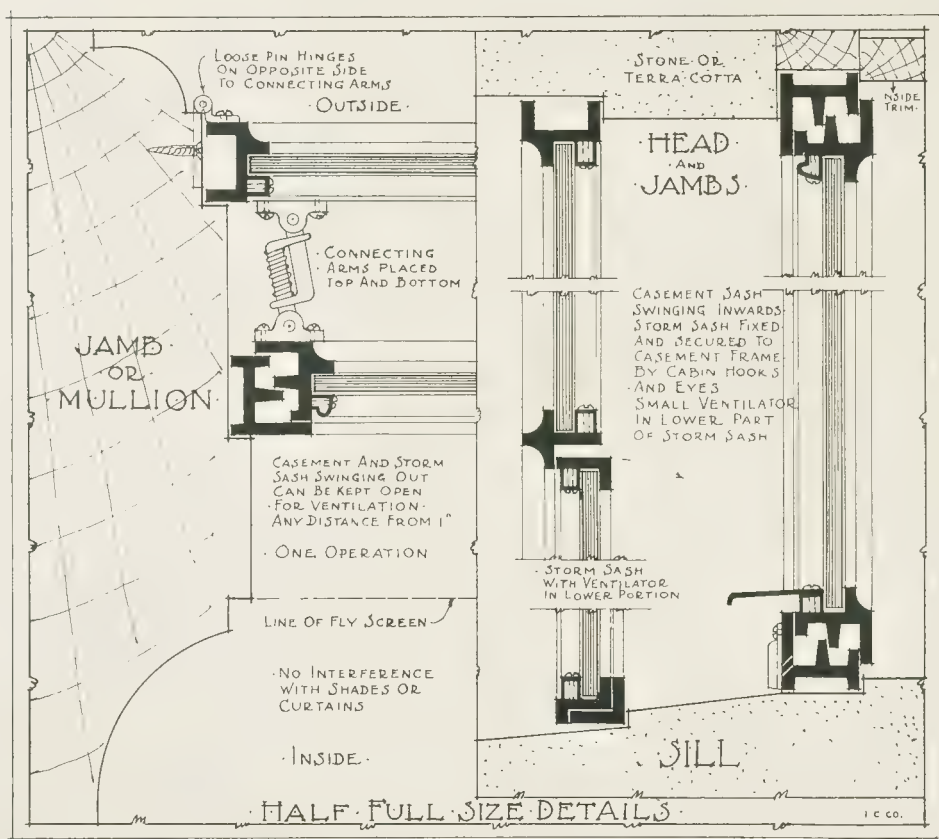 LOOSE PIN HINGES
ON OPPOSITE SIDE
TO CONNECTING ARMS
· OUTSIDE ·
STONE OR
TERRA COTTA
NSIDE
TRIM ·
· HEAD ·
· AND ·
JAMBS ·
· CONNECTING
· ARMS PLACED
TOP AND BOTTOM
JAMB ·
OR
MULLION
CASEMENT SASH
SWINGING INWARDS
STORM SASH FIXED
AND SECURED TO
CASEMENT FRAME
BY CABIN HOOKS
· AND EYES
SMALL VENTILATOR
IN LOWER PART
OF STORM SASH
CASEMENT AND STORM
SASH SWINGING OUT
CAN BE KEPT OPEN
· FOR VENTILATION ·
ANY DISTANCE FROM 1"
· ONE OPERATION
· STORM SASH
WITH VENTILATOR
IN LOWER PORTION
LINE OF FLY SCREEN
· NO INTERFERENCE
WITH SHADES OR
CURTAINS
· INSIDE ·
SILL
· HALF · FULL · SIZE · DETAILS
I C CO.